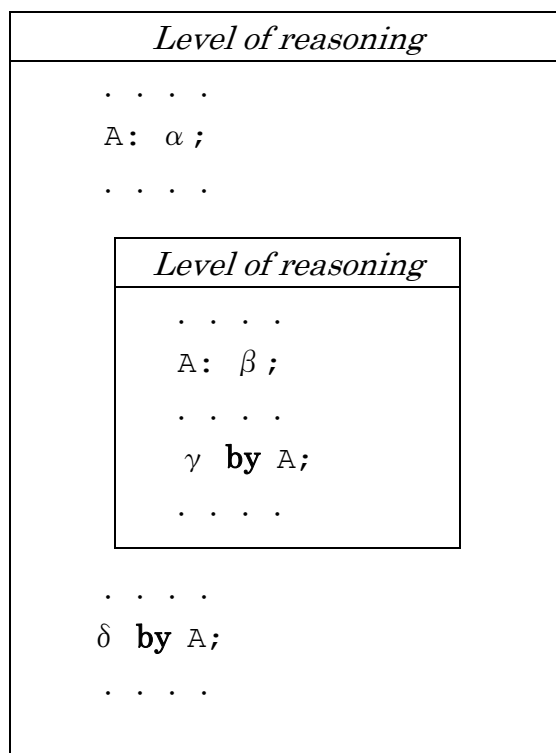 Level of reasoning
. . . .
A: α;
. . . .
Level of reasoning
. . . .
A: β;
. . . .
γ by A;
. . . .
. . . .
δ by A;
. . . .